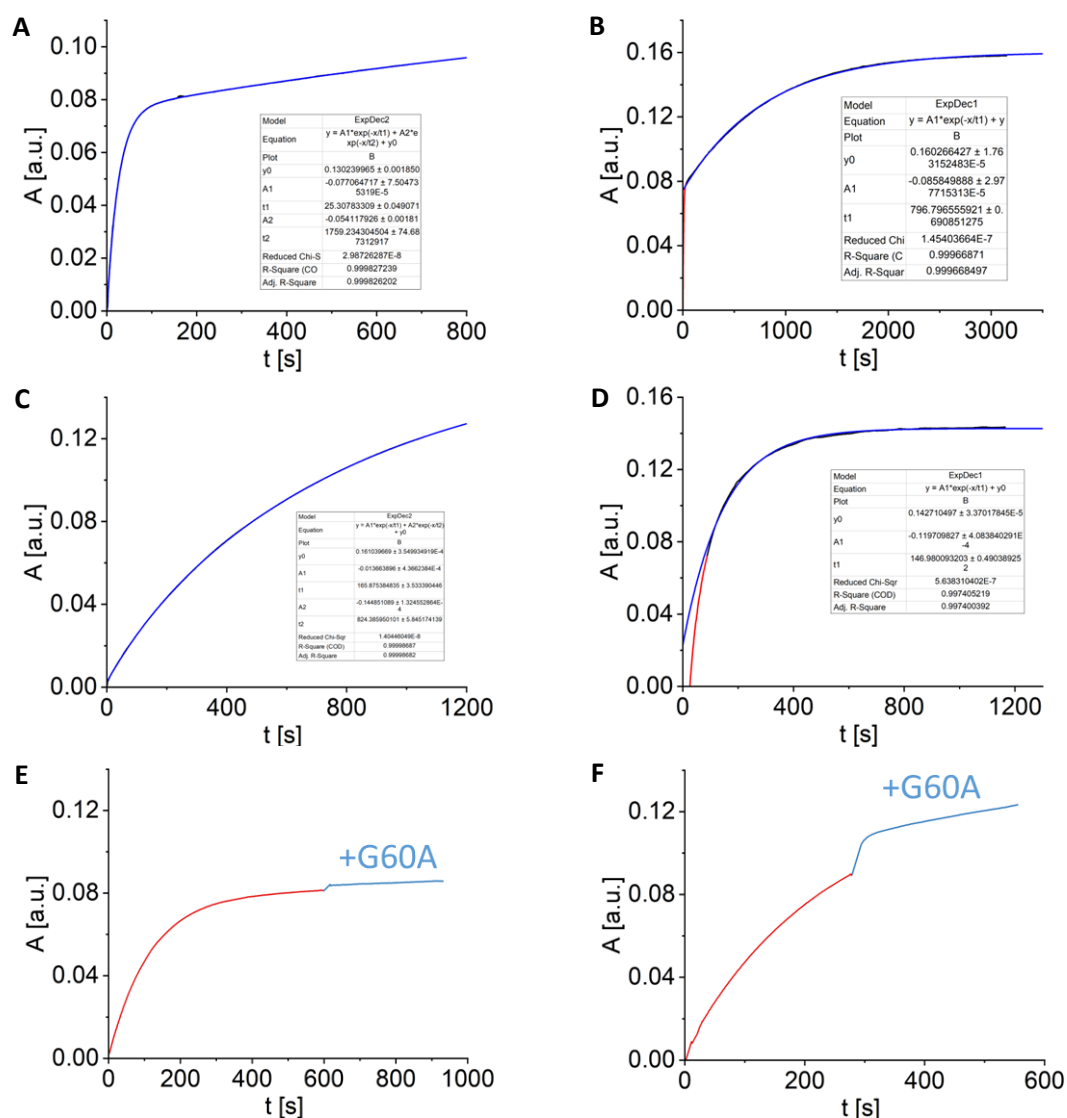 A
A [a.u.]
0.10
0.08
0.06
0.04
0.02
0.00
0 200 400 600 800
t [s]
Model ExpDec2
Equation y = A1*exp(-x/t1) + A2*e
xp(-x/t2) + y0
Plot B
y0 0.130239965 ± 0.001850
A1 -0.077064717 ± 7.50473
5319E-5
t1 25.30783309 ± 0.049071
A2 -0.054117926 ± 0.00181
t2 1759.234304504 ± 74.68
7312917
Reduced Chi-S 2.98726287E-8
R-Square (CO 0.999827239
Adj. R-Square 0.999826202
B
A [a.u.]
0.16
0.12
0.08
0.04
0.00
0 1000 2000 3000
t [s]
Model ExpDec1
Equation y = A1*exp(-x/t1) + y
Plot B
y0 0.160266427 ± 1.76
3152483E-5
A1 -0.085849888 ± 2.97
7715313E-5
t1 796.796555921 ± 0.
690851275
Reduced Chi 1.45403664E-7
R-Square (C 0.99966871
Adj. R-Squar 0.999668497
C
A [a.u.]
0.12
0.08
0.04
0.00
0 400 800 1200
t [s]
Model ExpDec2
Equation y = A1*exp(-x/t1) + A2*exp(-x/t2)
+ y0
Plot B
y0 0.161039669 ± 3.549934919E-4
A1 -0.013663896 ± 4.3662384E-4
t1 165.875384835 ± 3.533390446
A2 -0.144851089 ± 1.324552864E-
4
t2 824.385950101 ± 5.845174139
Reduced Chi-Sqr 1.40446049E-8
R-Square (COD) 0.99998687
Adj. R-Square 0.99998682
D
A [a.u.]
0.16
0.12
0.08
0.04
0.00
0 400 800 1200
t [s]
Model ExpDec1
Equation y = A1*exp(-x/t1) + y0
Plot B
y0 0.142710497 ± 3.37017845E-5
A1 -0.119709827 ± 4.083840291E
-4
t1 146.980093203 ± 0.49038925
2
Reduced Chi-Sqr 5.638310402E-7
R-Square (COD) 0.997405219
Adj. R-Square 0.997400392
E
A [a.u.]
0.12
0.08
0.04
0.00
0 200 400 600 800 1000
t [s]
+G60A
F
A [a.u.]
0.12
0.08
0.04
0.00
0 200 400 600
t [s]
+G60A